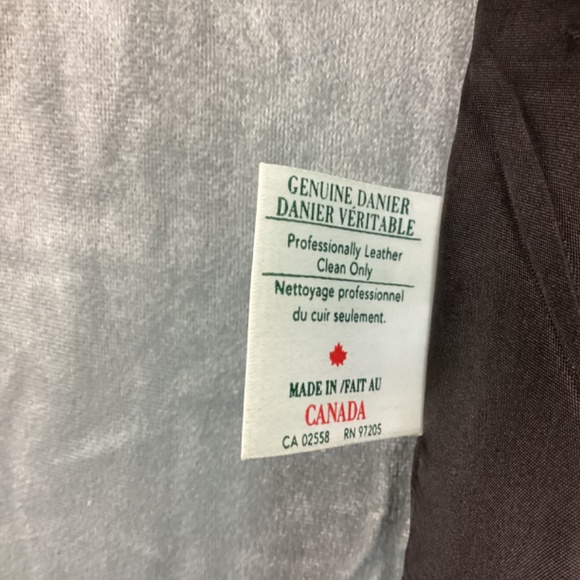 GENUINE DANIER
DANIER VÉRITABLE
Professionally Leather
Clean Only
Nettoyage professionnel
du cuir seulement.
MADE IN /FAIT AU
CANADA
CA 02558 RN 97205